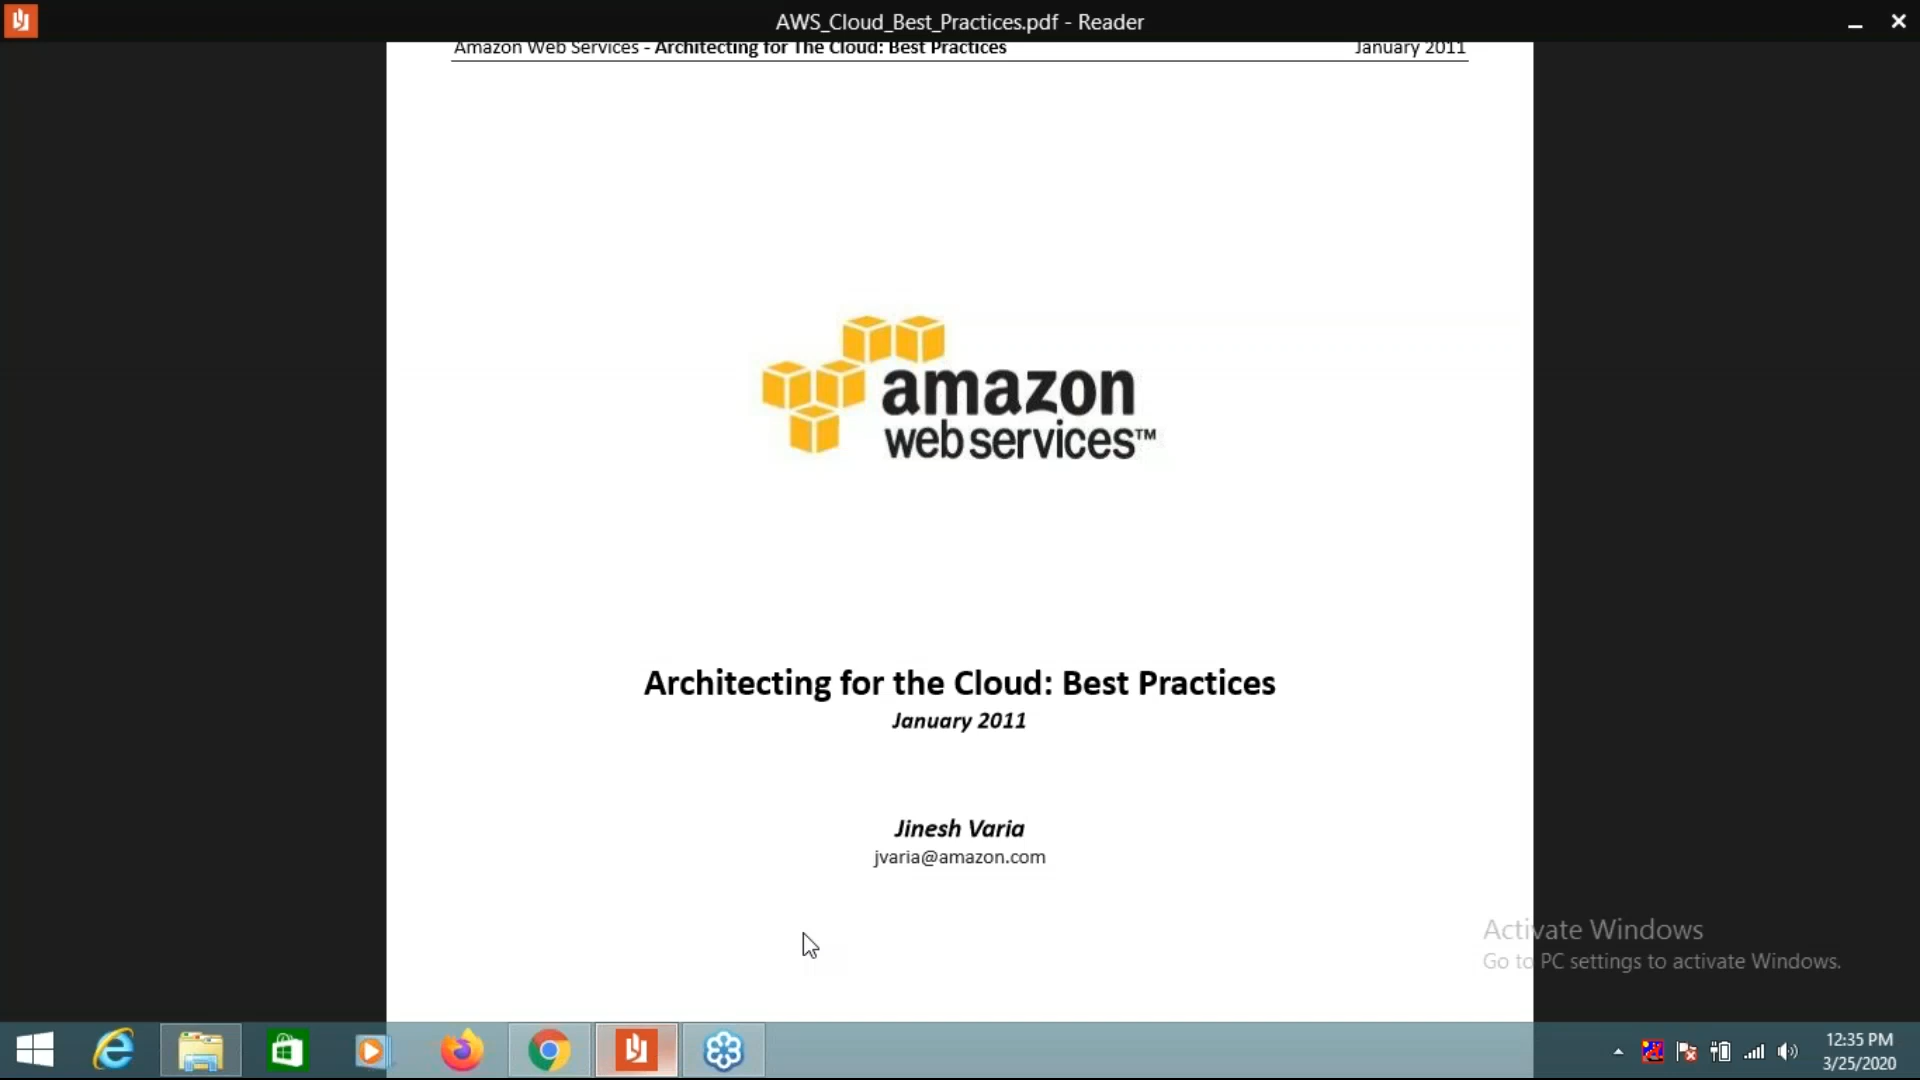 AWS_Cloud_Best_Practices.pdf - Reader
Amazon Web Services - Architecting for The Cloud: Best Practices January 2011
amazon
web services™
Architecting for the Cloud: Best Practices
January 2011
Jinesh Varia
jvaria@amazon.com
Activate Windows
Go to PC settings to activate Windows.
12:35 PM
3/25/2020